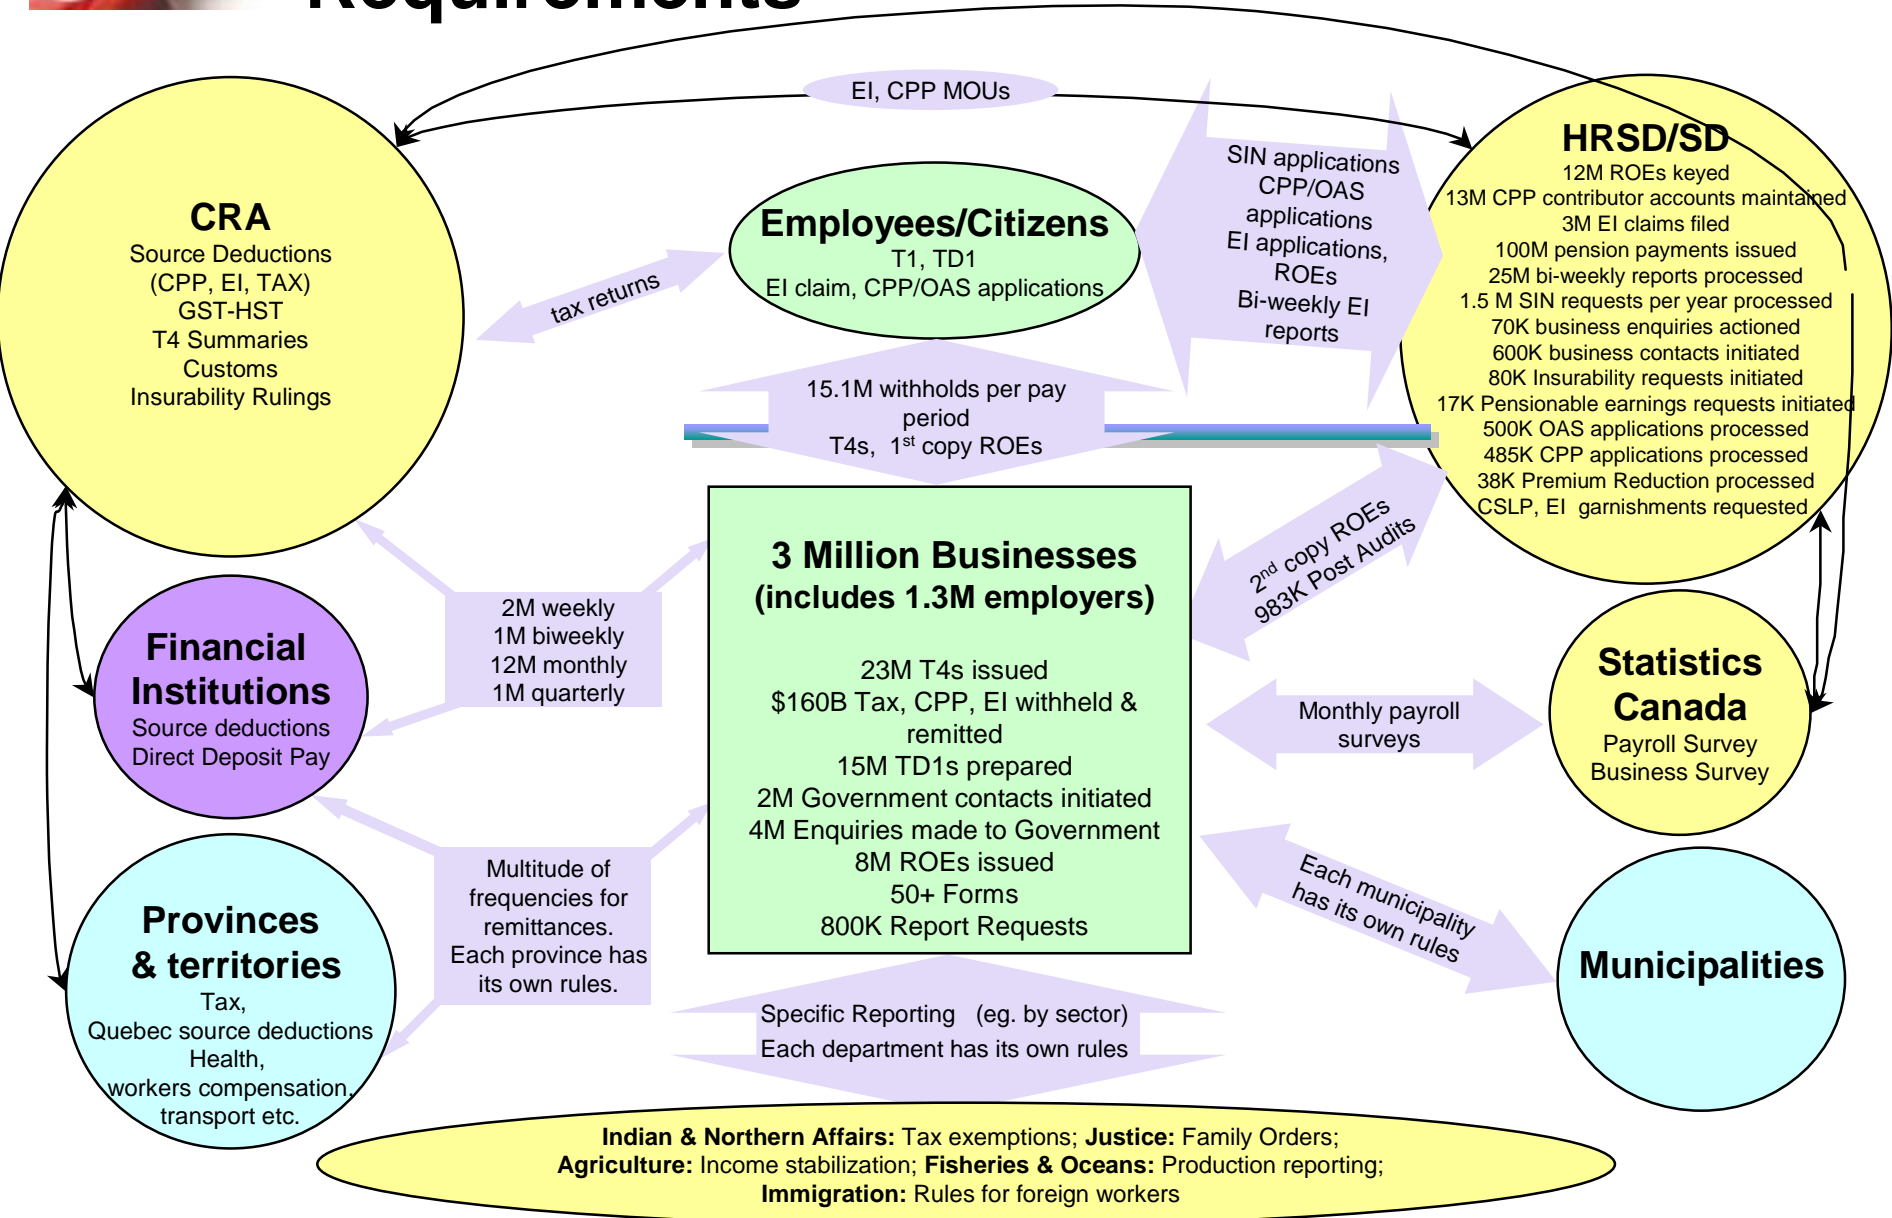 Requirements
EI, CPP MOUs
CRA
Source Deductions
(CPP, EI, TAX)
GST-HST
T4 Summaries
Customs
Insurability Rulings
tax returns
Employees/Citizens
T1, TD1
EI claim, CPP/OAS applications
SIN applications
CPP/OAS
applications
EI applications,
ROEs
Bi-weekly EI
reports
HRSD/SD
12M ROEs keyed
13M CPP contributor accounts maintained
3M EI claims filed
100M pension payments issued
25M bi-weekly reports processed
1.5 M SIN requests per year processed
70K business enquiries actioned
600K business contacts initiated
80K Insurability requests initiated
17K Pensionable earnings requests initiated
500K OAS applications processed
485K CPP applications processed
38K Premium Reduction processed
CSLP, EI  garnishments requested
15.1M withholds per pay
period
T4s,  1st copy ROEs
2nd copy ROEs
983K Post Audits
3 Million Businesses
(includes 1.3M employers)
23M T4s issued
$160B Tax, CPP, EI withheld &
remitted
15M TD1s prepared
2M Government contacts initiated
4M Enquiries made to Government
8M ROEs issued
50+ Forms
800K Report Requests
2M weekly
1M biweekly
12M monthly
1M quarterly
Financial
Institutions
Source deductions
Direct Deposit Pay
Monthly payroll
surveys
Statistics
Canada
Payroll Survey
Business Survey
Multitude of
frequencies for
remittances.
Each province has
its own rules.
Provinces
& territories
Tax,
Quebec source deductions
Health,
workers compensation,
transport etc.
Each municipality
has its own rules
Municipalities
Specific Reporting   (eg. by sector)
Each department has its own rules
Indian & Northern Affairs: Tax exemptions; Justice: Family Orders;
Agriculture: Income stabilization; Fisheries & Oceans: Production reporting;
Immigration: Rules for foreign workers